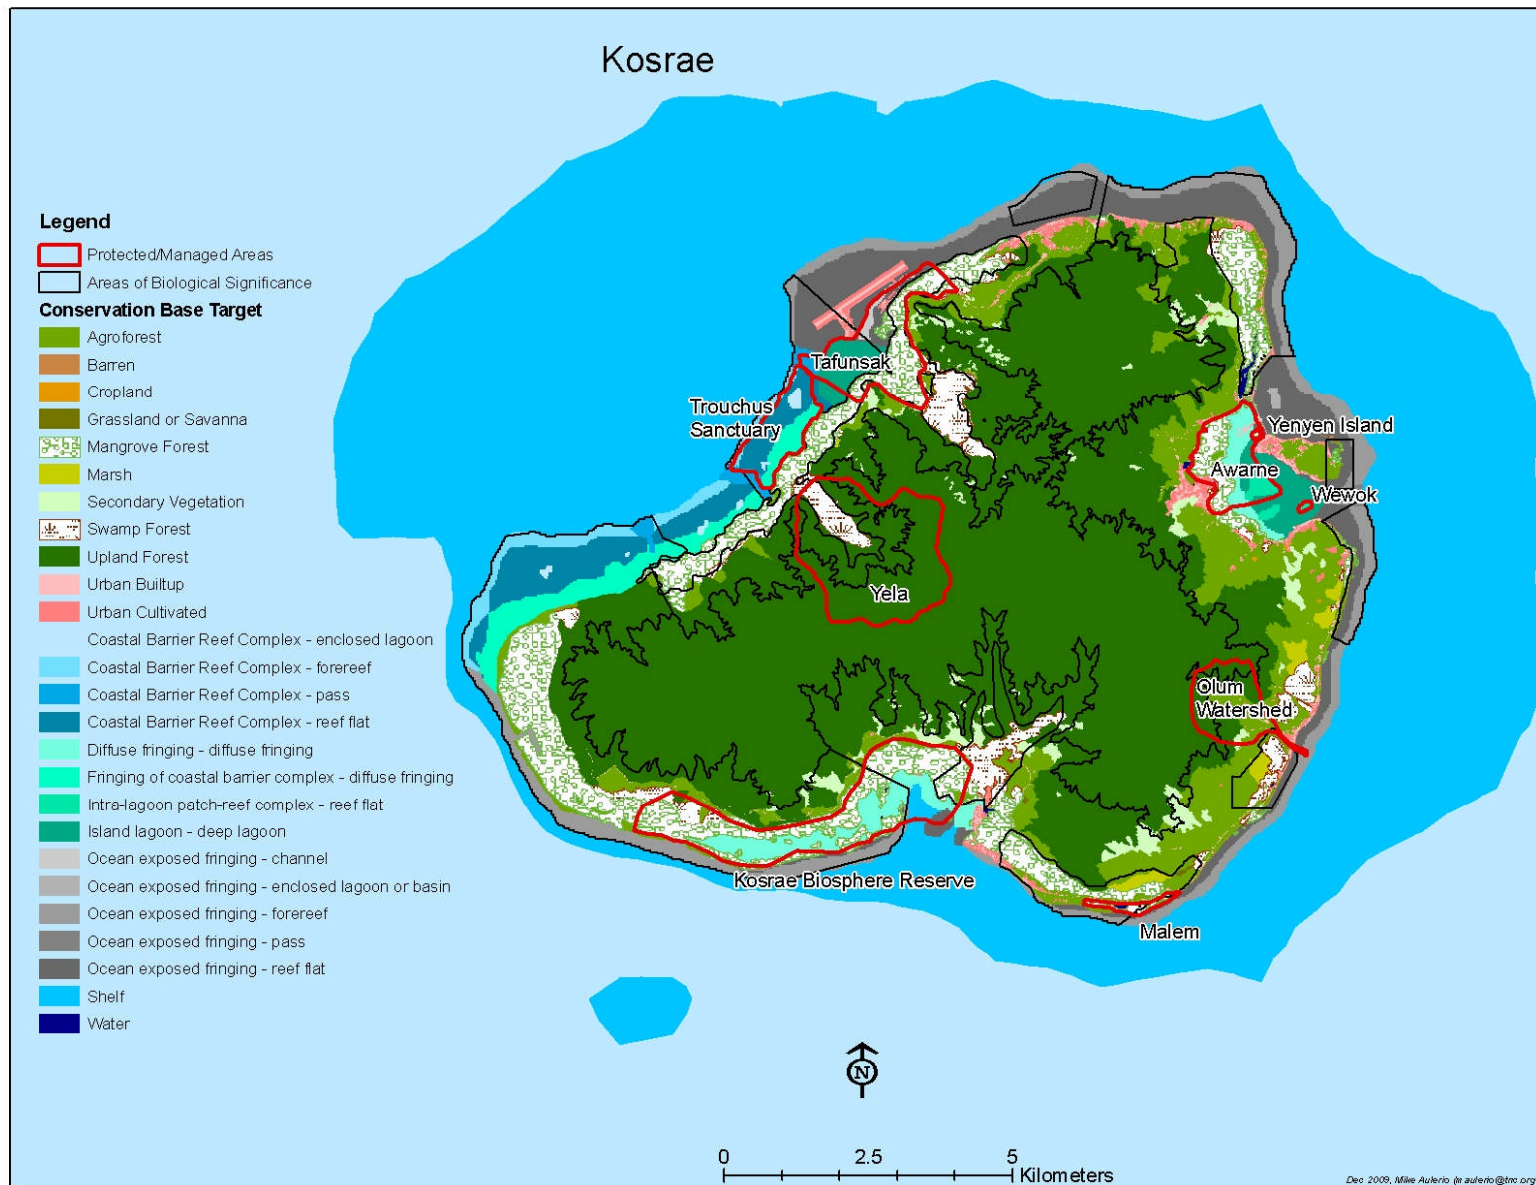 Kosrae
Legend
Protected/Managed Areas
Areas of Biological Significance
Conservation Base Target
Agroforest
Barren
Cropland
Grassland or Savanna
Mangrove Forest
Marsh
Secondary Vegetation
Swamp Forest
Upland Forest
Urban Builtup
Urban Cultivated
Coastal Barrier Reef Complex - enclosed lagoon
Coastal Barrier Reef Complex - forereef
Coastal Barrier Reef Complex - pass
Coastal Barrier Reef Complex - reef flat
Diffuse fringing - diffuse fringing
Fringing of coastal barrier complex - diffuse fringing
Intra-lagoon patch-reef complex - reef flat
Island lagoon - deep lagoon
Ocean exposed fringing - channel
Ocean exposed fringing - enclosed lagoon or basin
Ocean exposed fringing - forereef
Ocean exposed fringing - pass
Ocean exposed fringing - reef flat
Shelf
Water
Tafunsak
Trouchus
Sanctuary
Yenyen Island
Awarne
Wewok
Yela
Olum
Watershed
Kosrae Biosphere Reserve
Malem
N
0 2.5 5
Kilometers
Dec 2009, Mike Aulerio (maulerio@tnc.org